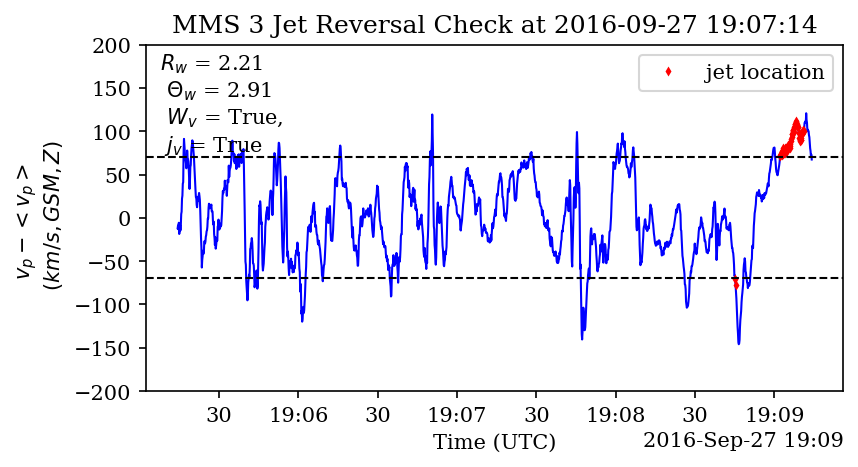 MMS 3 Jet Reversal Check at 2016-09-27 19:07:14
R_w = 2.21
Θ_w = 2.91
W_v = True,
j_v = True
jet location
v_p − < v_p >
(km/s, GSM, Z)
200
150
100
50
0
−50
−100
−150
−200
30 19:06 30 19:07 30 19:08 30 19:09
Time (UTC)
2016-Sep-27 19:09